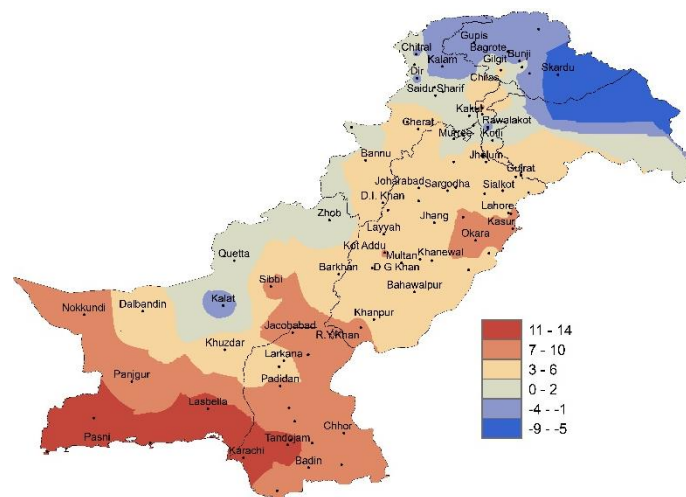 Gupis
Chitral
Bagrote
Bunji
Gilgit
Kalam
Dir
Skardu
Chilas
Saidu Sharif
Kakul
Cherat
Rawalakot
Murree
Kotli
Bannu
Jhelum
Gujrat
Joharabad
Sargodha
Sialkot
D.I. Khan
Zhob
Jhang
Lahore
Kasur
Layyah
Okara
Quetta
Kot Addu
Multan
Khanewal
Barkhan
D G Khan
Sibbi
Bahawalpur
Kalat
Dalbandin
Nokkundi
Khanpur
Jacobabad
R.Y.Khan
Khuzdar
Larkana
Panjgur
Padidan
Lasbella
Chhor
Pasni
Tandojam
Karachi
Badin
11 - 14
7 - 10
3 - 6
0 - 2
-4 - -1
-9 - -5